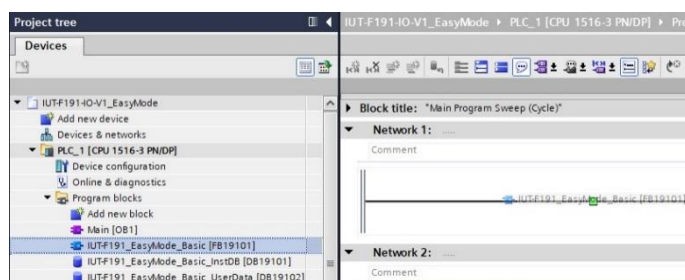 Project tree
IUT-F191-IO-V1_EasyMode ▸ PLC_1 [CPU 1516-3 PN/DP] ▸ Pro
Devices
IUT-F191-IO-V1_EasyMode
Add new device
Devices & networks
PLC_1 [CPU 1516-3 PN/DP]
Device configuration
Online & diagnostics
Program blocks
Add new block
Main [OB1]
IUT-F191_EasyMode_Basic [FB19101]
IUT-F191_EasyMode_Basic_InstDB [DB19101]
IUT-F191_EasyMode_Basic_UserData [DB19102]
Block title: "Main Program Sweep (Cycle)"
Network 1: .....
Comment
IUT-F191_EasyMode_Basic [FB19101]
Network 2: .....
Comment